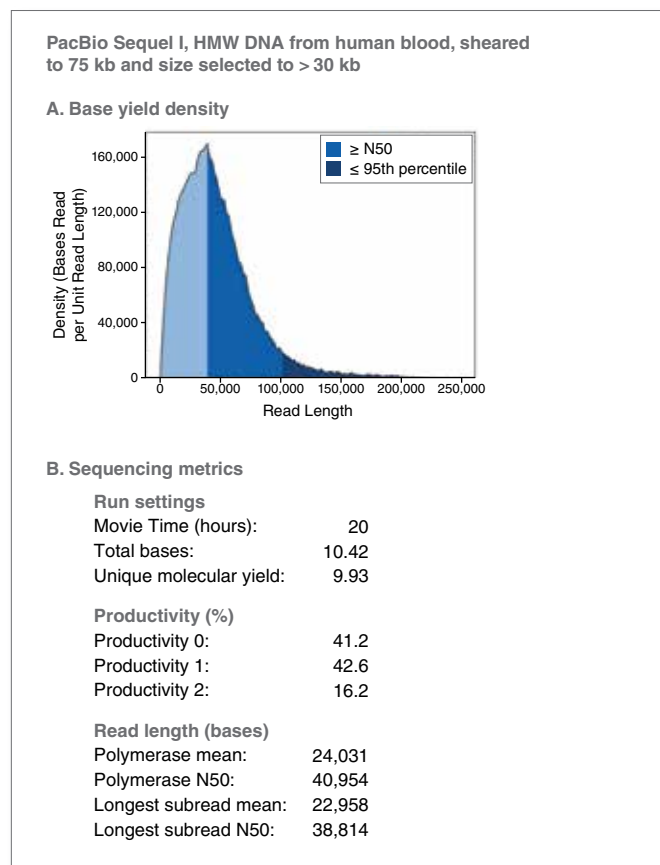 PacBio Sequel I, HMW DNA from human blood, sheared
to 75 kb and size selected to > 30 kb
A. Base yield density
≥ N50
≤ 95th percentile
Density (Bases Read
per Unit Read Length)
160,000
120,000
80,000
40,000
0
0 50,000 100,000 150,000 200,000 250,000
Read Length
B. Sequencing metrics
Run settings
Movie Time (hours): 20
Total bases: 10.42
Unique molecular yield: 9.93
Productivity (%)
Productivity 0: 41.2
Productivity 1: 42.6
Productivity 2: 16.2
Read length (bases)
Polymerase mean: 24,031
Polymerase N50: 40,954
Longest subread mean: 22,958
Longest subread N50: 38,814